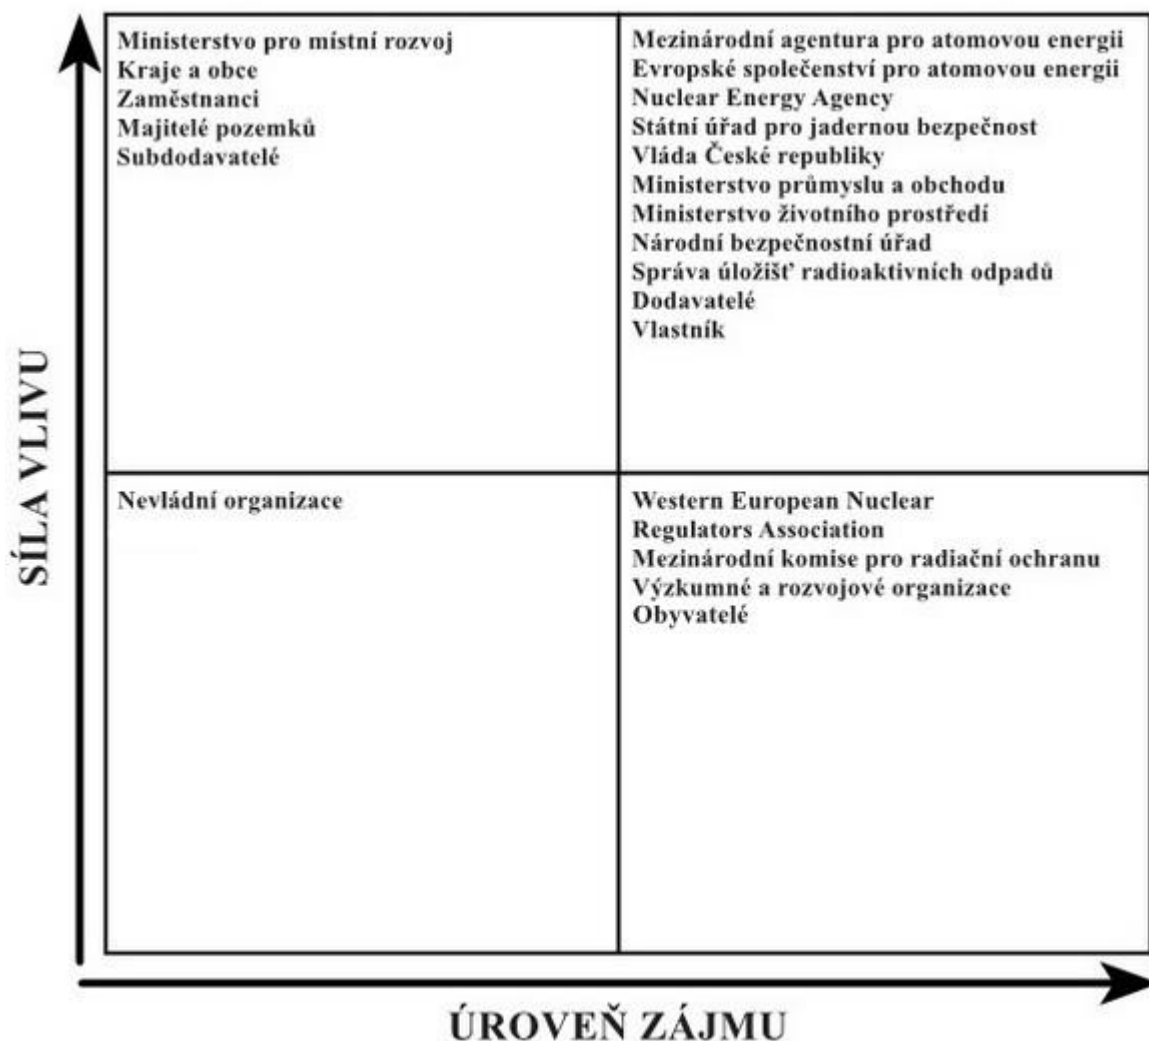 SÍLA VLIVU
Ministerstvo pro místní rozvoj
Kraje a obce
Zaměstnanci
Majitelé pozemků
Subdodavatelé
Mezinárodní agentura pro atomovou energii
Evropské společenství pro atomovou energii
Nuclear Energy Agency
Státní úřad pro jadernou bezpečnost
Vláda České republiky
Ministerstvo průmyslu a obchodu
Ministerstvo životního prostředí
Národní bezpečnostní úřad
Správa úložišť radioaktivních odpadů
Dodavatelé
Vlastník
Nevládní organizace
Western European Nuclear
Regulators Association
Mezinárodní komise pro radiační ochranu
Výzkumné a rozvojové organizace
Obyvatelé
ÚROVEŇ ZÁJMU